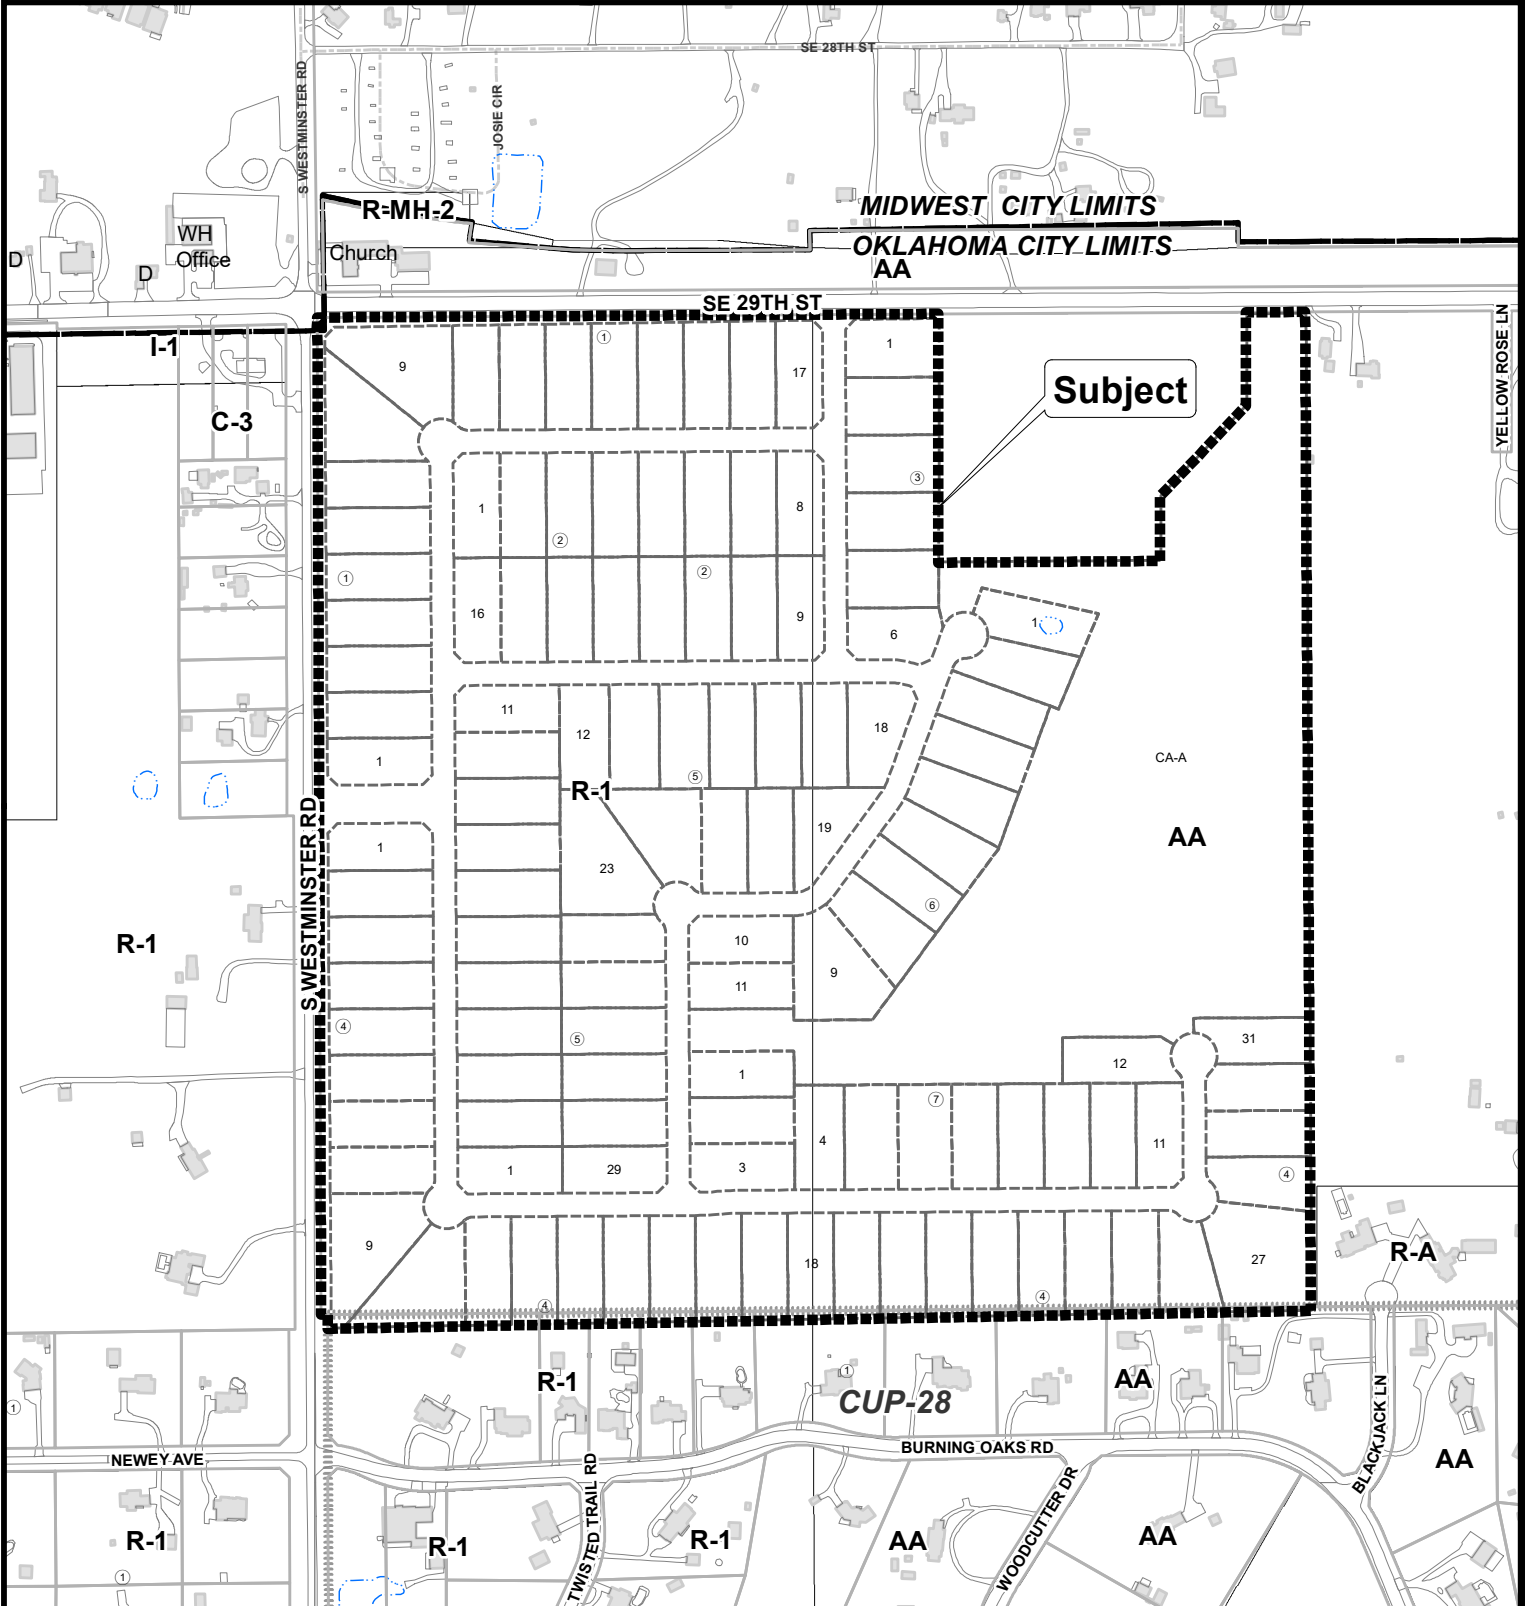 SE 28TH ST
S WESTMINSTER RD
JOSIE CIR
R-MH-2
MIDWEST CITY LIMITS
WH
Office
Church
OKLAHOMA CITY LIMITS
D
D
AA
SE 29TH ST
YELLOW ROSE LN
I-1
C-3
9
1
17
1
Subject
3
1
8
2
2
1
16
9
6
1
11
12
18
1
5
R-1
CA-A
AA
S WESTMINSTER RD
1
19
23
6
R-1
10
9
11
4
5
31
12
1
7
4
11
1
29
3
4
9
18
27
R-A
4
4
R-1
1
AA
CUP-28
1
BLACKJACK LN
NEWEY AVE
BURNING OAKS RD
AA
TWISTED TRAIL RD
WOODCUTTER DR
R-1
R-1
R-1
AA
AA
1